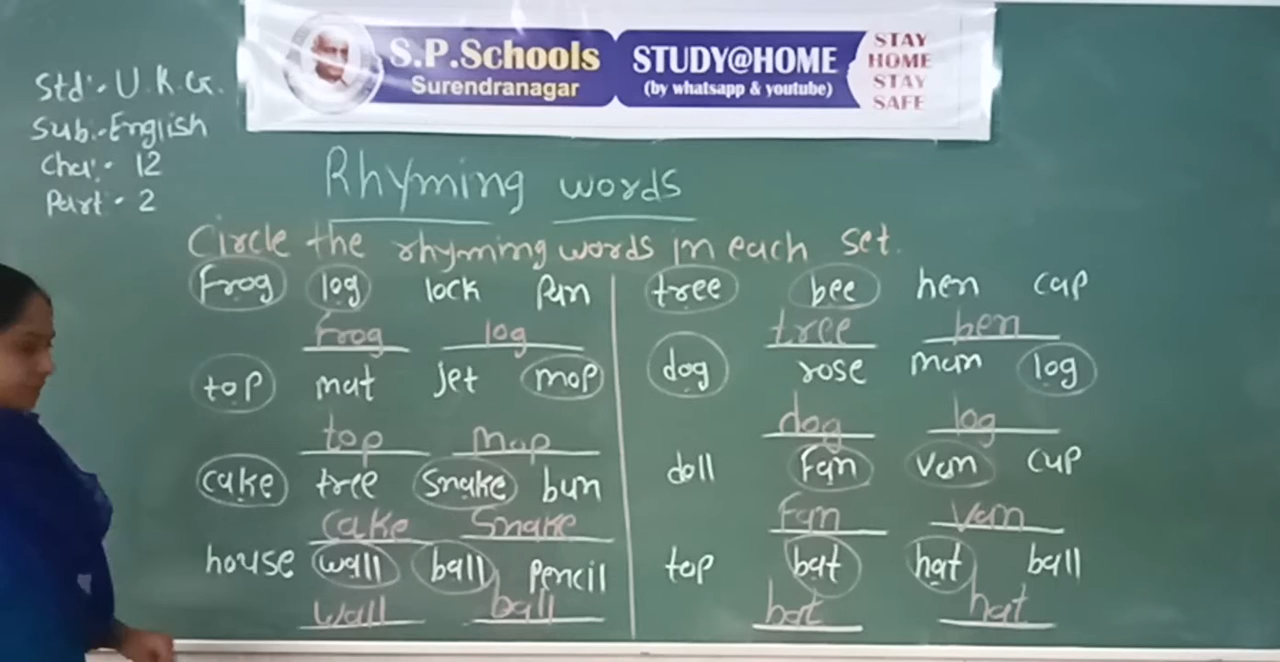 S.P.Schools
Surendranagar
STUDY@HOME
(by whatsapp & youtube)
STAY
HOME
STAY
SAFE
Std:- U.K.G.
Sub:- English
Cha:- 12
Part - 2
Rhyming words
Circle the rhyming words in each set.
Frog log lock Pan
Frog log
top mat jet mop
top mop
cake tree Snake bun
cake Snake
house wall ball Pencil
wall ball
tree bee hen cap
tree hen
dog rose man log
dog log
doll Fan Van cup
Fan Van
top bat hat ball
bat hat